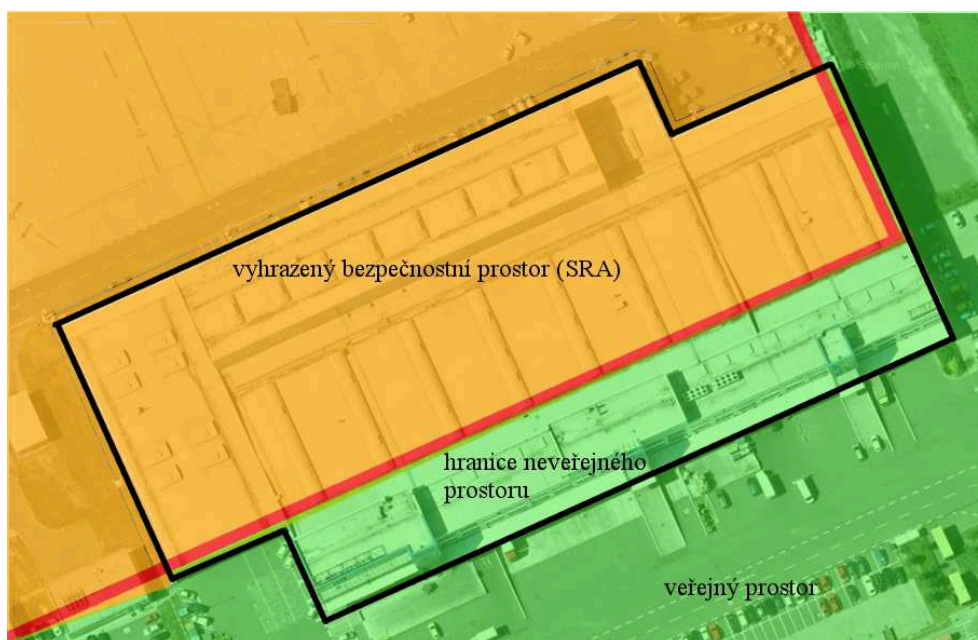 vyhrazený bezpečnostní prostor (SRA)
hranice neveřejného
prostoru
veřejný prostor